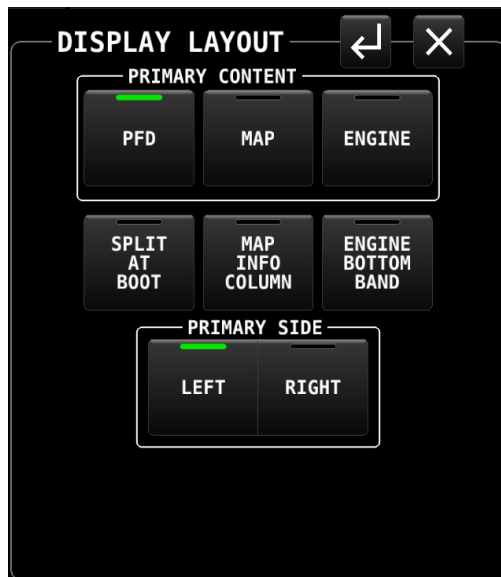 DISPLAY LAYOUT
PRIMARY CONTENT
PFD
MAP
ENGINE
SPLIT
AT
BOOT
MAP
INFO
COLUMN
ENGINE
BOTTOM
BAND
PRIMARY SIDE
LEFT
RIGHT